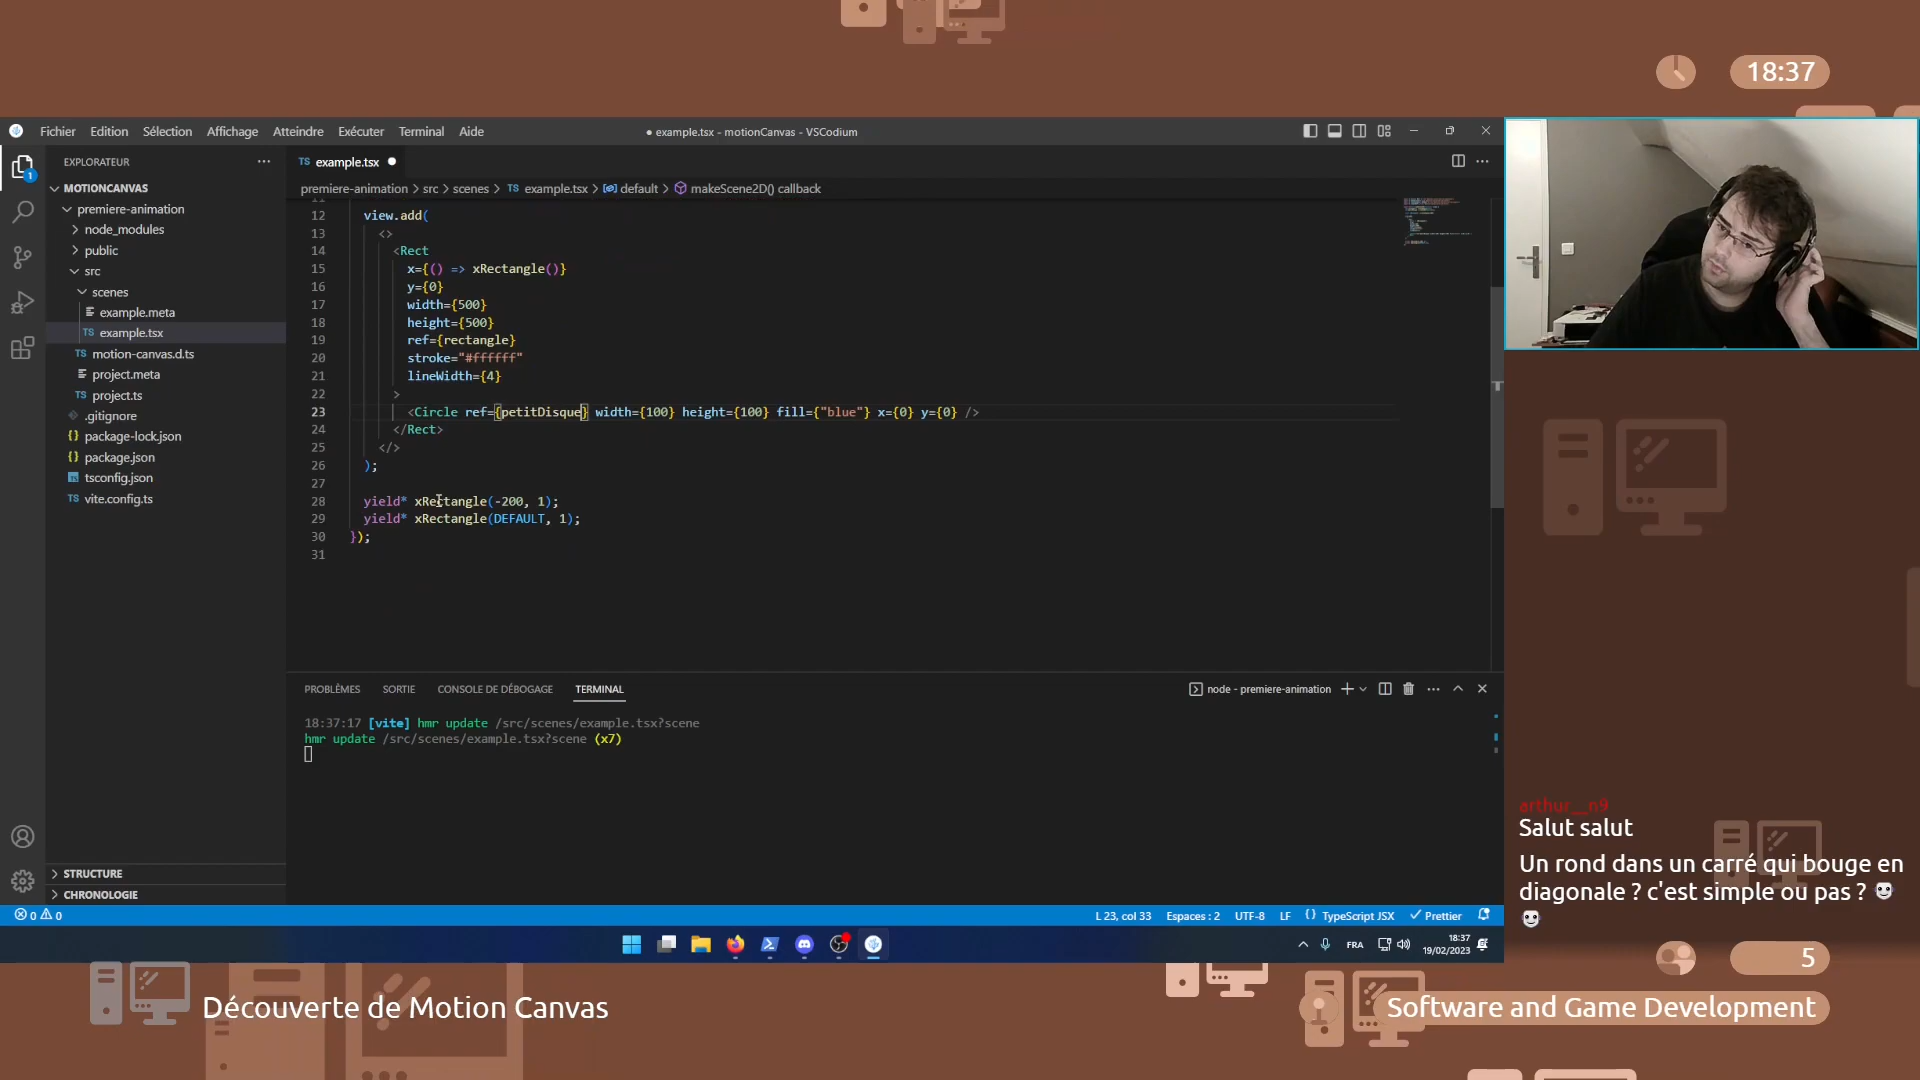 18:37
Fichier Edition Sélection Affichage Atteindre Exécuter Terminal Aide
● example.tsx - motionCanvas - VSCodium
EXPLORATEUR
MOTIONCANVAS
premiere-animation
node_modules
public
src
scenes
example.meta
TS example.tsx
TS motion-canvas.d.ts
project.meta
TS project.ts
.gitignore
{} package-lock.json
{} package.json
tsconfig.json
TS vite.config.ts
STRUCTURE
CHRONOLOGIE
1
TS example.tsx ●
premiere-animation > src > scenes > TS example.tsx > default > makeScene2D() callback
12 view.add(
13 <>
14 <Rect
15 x={() => xRectangle()}
16 y={0}
17 width={500}
18 height={500}
19 ref={rectangle}
20 stroke="#ffffff"
21 lineWidth={4}
22 >
23 <Circle ref={petitDisque} width={100} height={100} fill={"blue"} x={0} y={0} />
24 </Rect>
25 </>
26 );
27
28 yield* xRectangle(-200, 1);
29 yield* xRectangle(DEFAULT, 1);
30 });
31
PROBLÈMES SORTIE CONSOLE DE DÉBOGAGE TERMINAL
node - premiere-animation
18:37:17 [vite] hmr update /src/scenes/example.tsx?scene
hmr update /src/scenes/example.tsx?scene (x7)
0 0
L 23, col 33 Espaces : 2 UTF-8 LF {} TypeScript JSX Prettier
FRA
18:37
19/02/2023
arthur__n9
Salut salut
Un rond dans un carré qui bouge en
diagonale ? c'est simple ou pas ?
5
Découverte de Motion Canvas
Software and Game Development